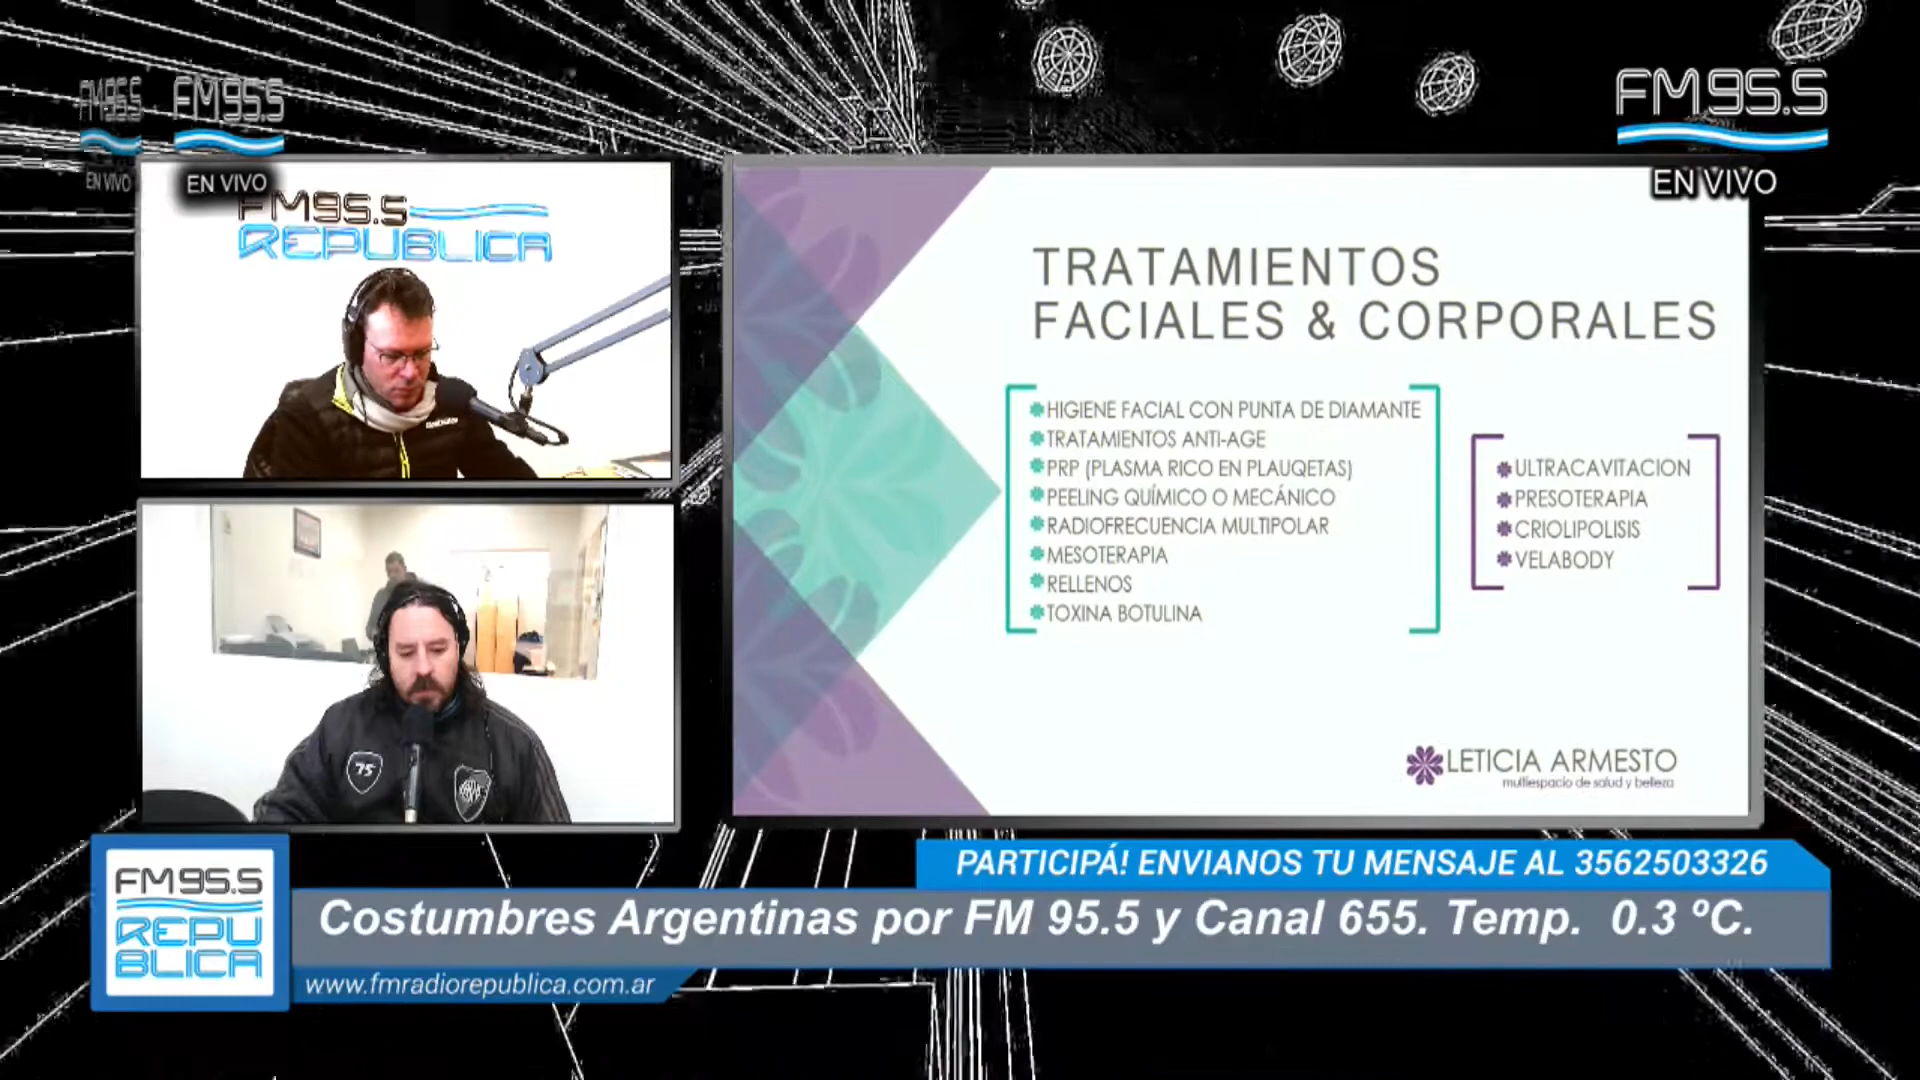 FM95.5
FM95.5
EN VIVO
EN VIVO
FM95.5
EN VIVO
FM95.5
REPUBLICA
75
TRATAMIENTOS
FACIALES & CORPORALES
HIGIENE FACIAL CON PUNTA DE DIAMANTE
TRATAMIENTOS ANTI-AGE
PRP (PLASMA RICO EN PLAUQETAS)
PEELING QUÍMICO O MECÁNICO
RADIOFRECUENCIA MULTIPOLAR
MESOTERAPIA
RELLENOS
TOXINA BOTULINA
ULTRACAVITACION
PRESOTERAPIA
CRIOLIPOLISIS
VELABODY
LETICIA ARMESTO
multiespacio de salud y belleza
PARTICIPÁ! ENVIANOS TU MENSAJE AL 3562503326
FM95.5
REPU
BLICA
Costumbres Argentinas por FM 95.5 y Canal 655. Temp. 0.3 ºC.
www.fmradiorepublica.com.ar